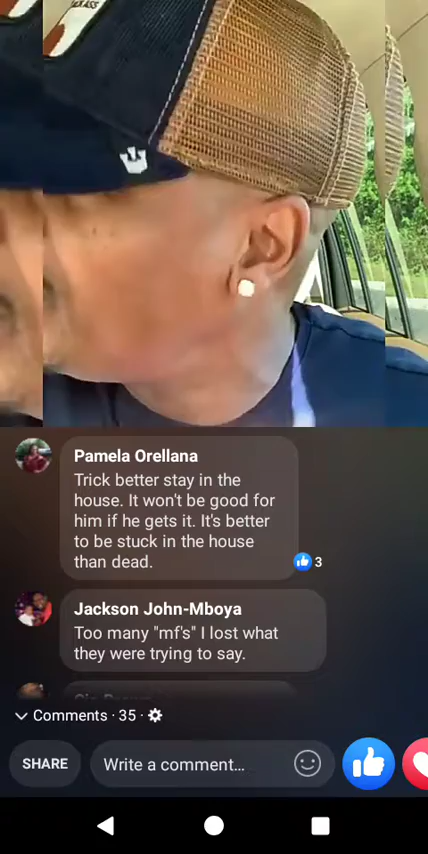 Pamela Orellana
Trick better stay in the
house. It won't be good for
him if he gets it. It's better
to be stuck in the house
than dead.
3
Jackson John-Mboya
Too many "mf's" I lost what
they were trying to say.
Comments · 35 ·
SHARE
Write a comment...